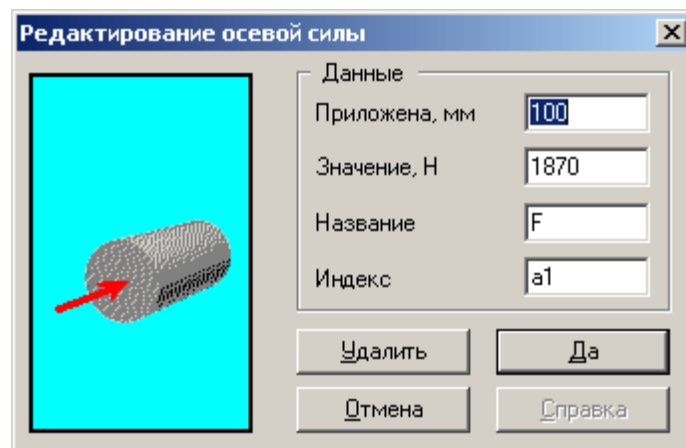 Редактирование осевой силы
Данные
Приложена, мм 100
Значение, Н 1870
Название F
Индекс a1
Удалить Да
Отмена Справка